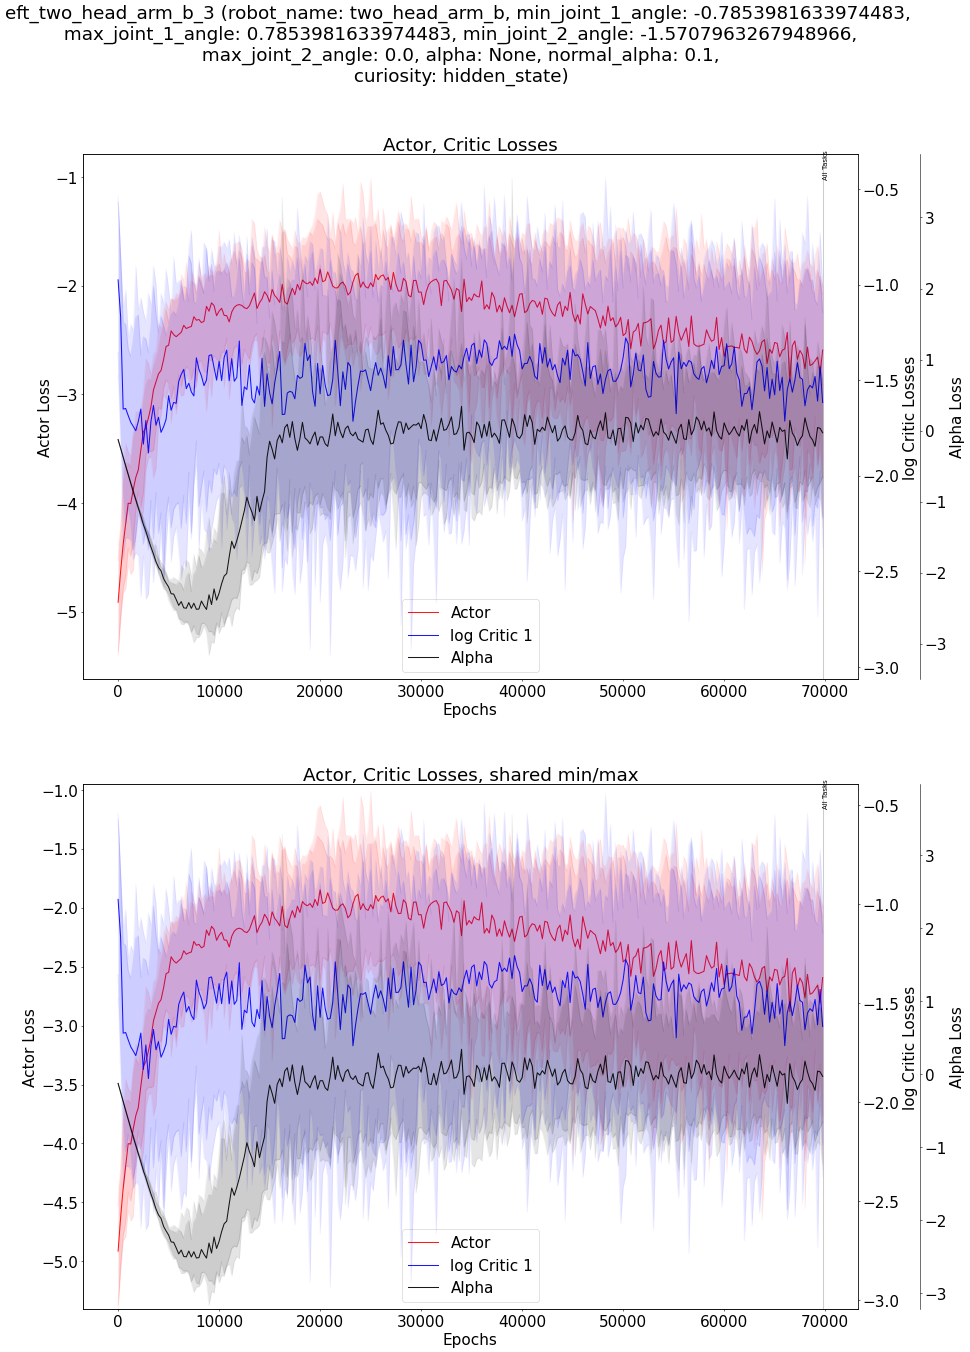 eft_two_head_arm_b_3 (robot_name: two_head_arm_b, min_joint_1_angle: -0.7853981633974483,
max_joint_1_angle: 0.7853981633974483, min_joint_2_angle: -1.5707963267948966,
max_joint_2_angle: 0.0, alpha: None, normal_alpha: 0.1,
curiosity: hidden_state)
Actor, Critic Losses
All Tasks
−1
−2
−3
−4
−5
Actor Loss
−0.5
−1.0
−1.5
−2.0
−2.5
−3.0
log Critic Losses
3
2
1
0
−1
−2
−3
Alpha Loss
Actor
log Critic 1
Alpha
0
10000
20000
30000
40000
50000
60000
70000
Epochs
Actor, Critic Losses, shared min/max
All Tasks
−1.0
−1.5
−2.0
−2.5
−3.0
−3.5
−4.0
−4.5
−5.0
Actor Loss
−0.5
−1.0
−1.5
−2.0
−2.5
−3.0
log Critic Losses
3
2
1
0
−1
−2
−3
Alpha Loss
Actor
log Critic 1
Alpha
0
10000
20000
30000
40000
50000
60000
70000
Epochs